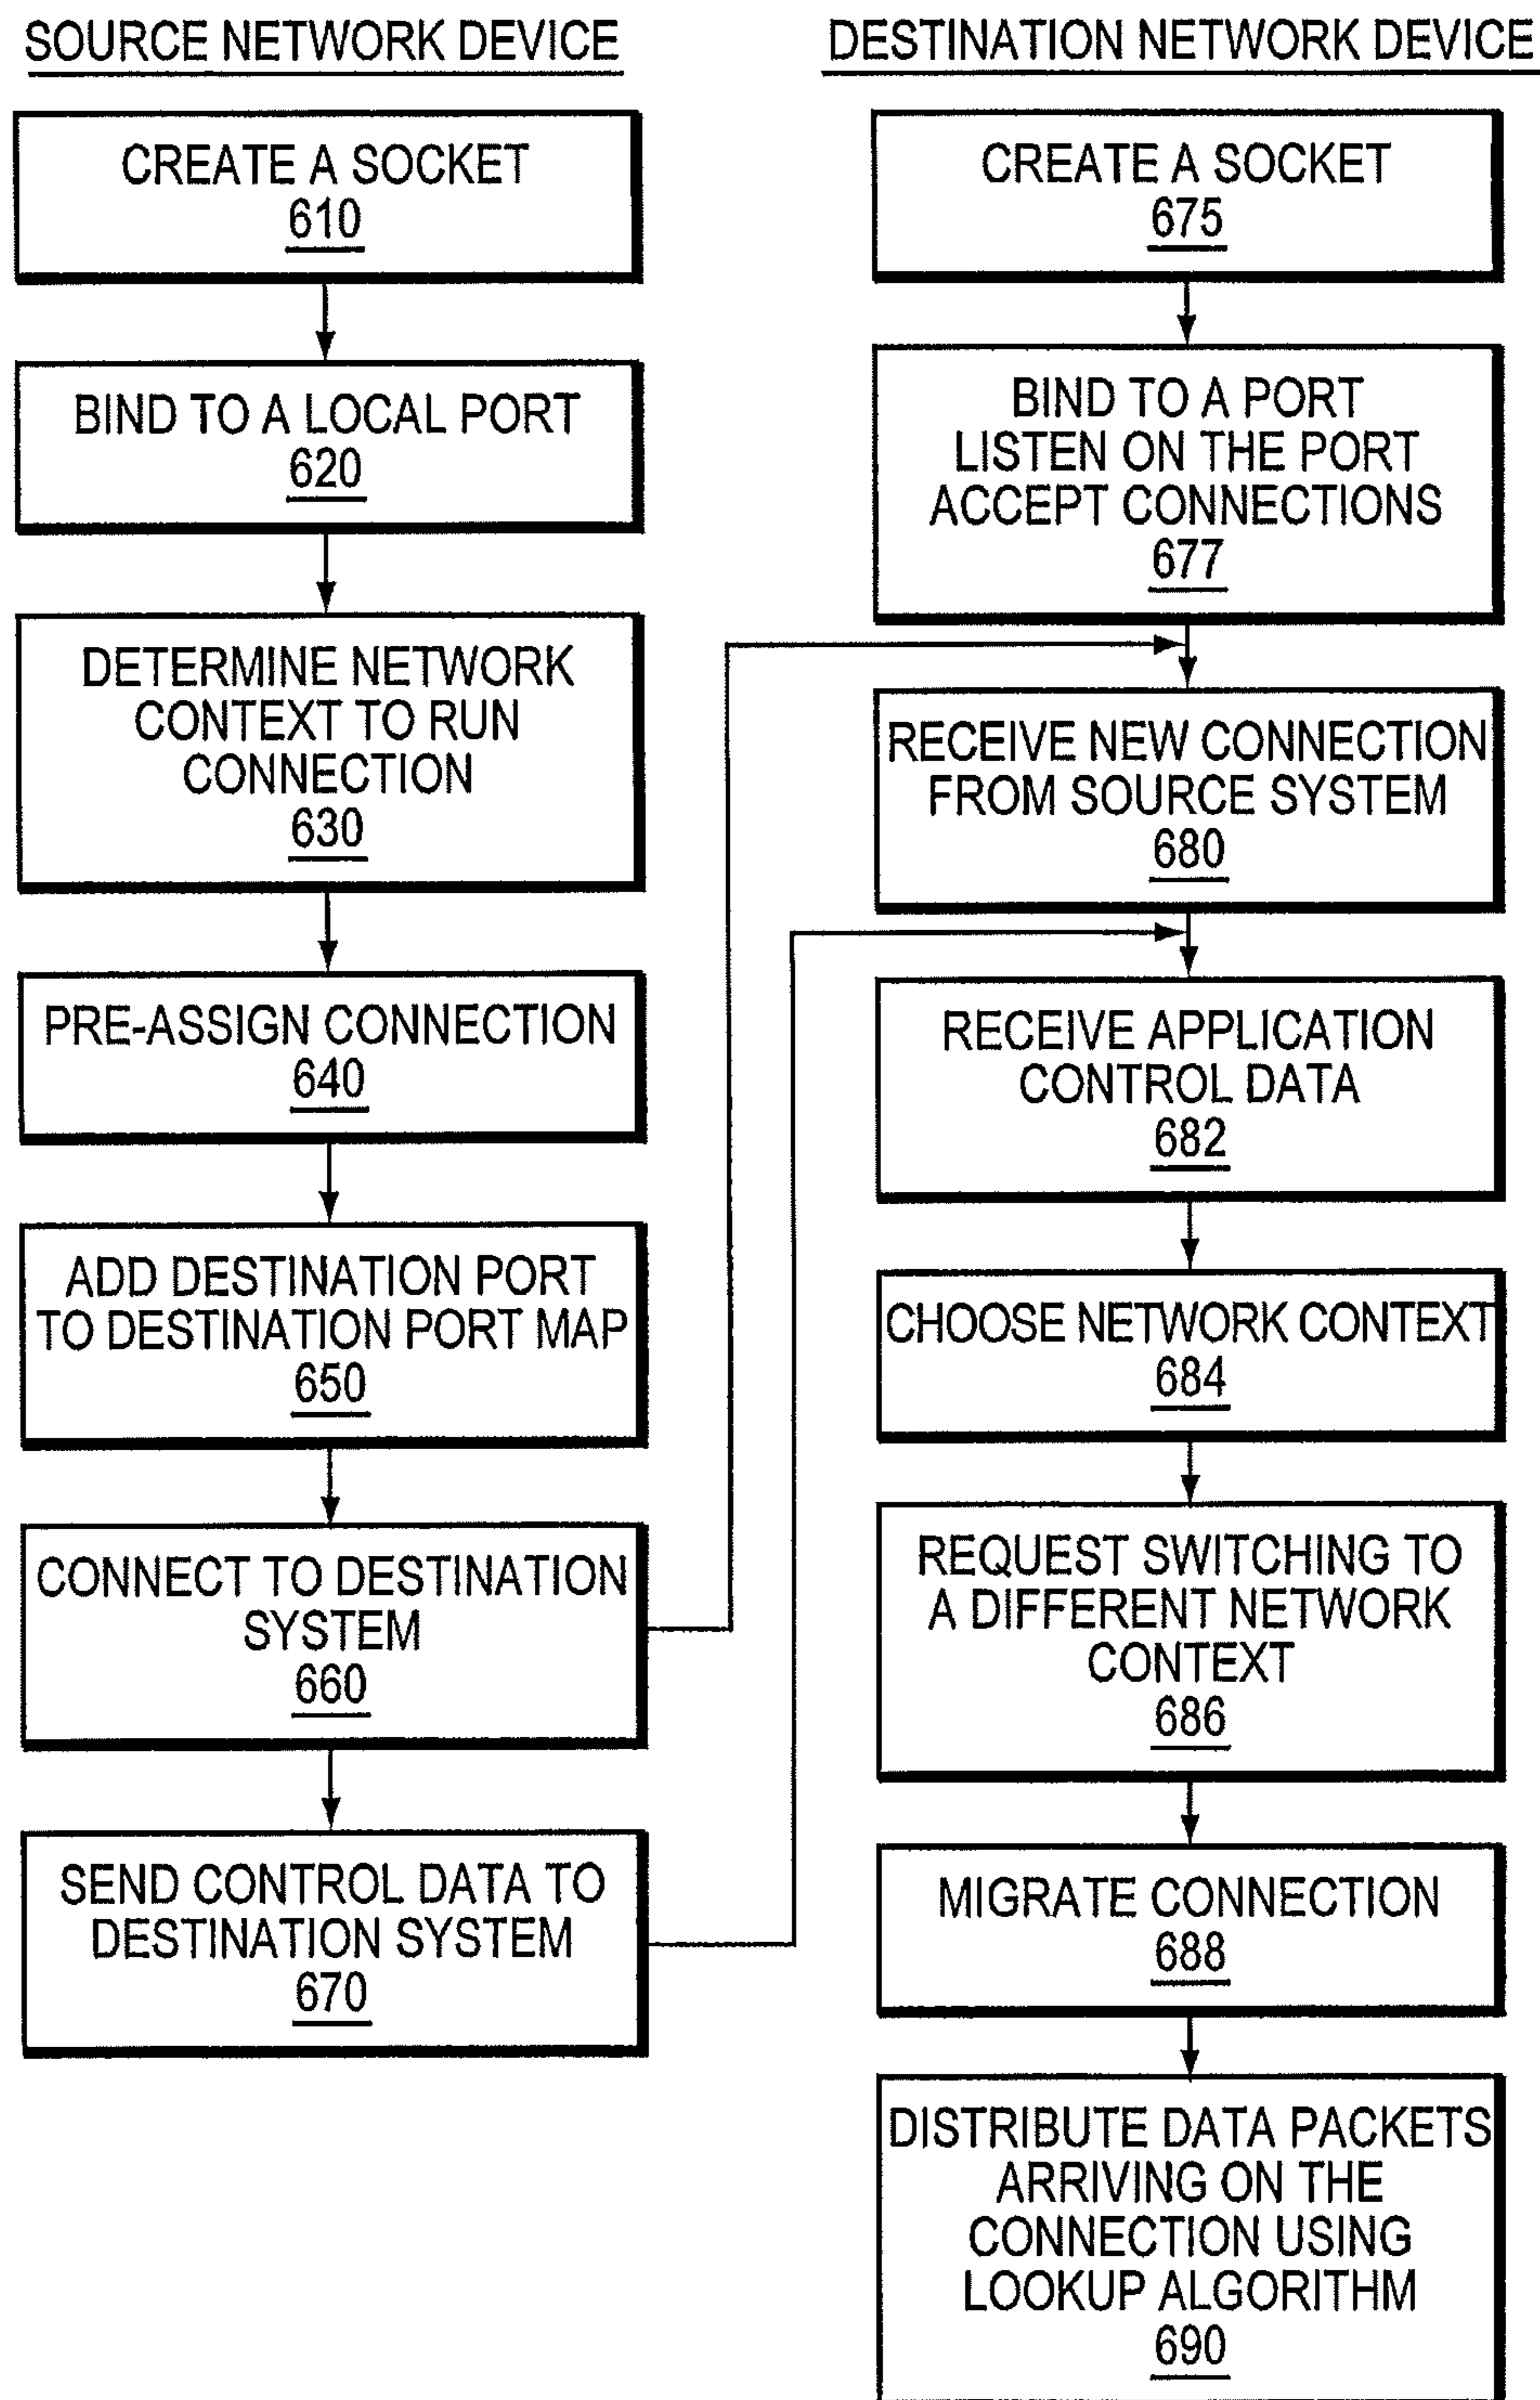 SOURCE NETWORK DEVICE
CREATE A SOCKET
610
BIND TO A LOCAL PORT
620
DETERMINE NETWORK
CONTEXT TO RUN
CONNECTION
630
PRE-ASSIGN CONNECTION
640
ADD DESTINATION PORT
TO DESTINATION PORT MAP
650
CONNECT TO DESTINATION
SYSTEM
660
SEND CONTROL DATA TO
DESTINATION SYSTEM
670
DESTINATION NETWORK DEVICE
CREATE A SOCKET
675
BIND TO A PORT
LISTEN ON THE PORT
ACCEPT CONNECTIONS
677
RECEIVE NEW CONNECTION
FROM SOURCE SYSTEM
680
RECEIVE APPLICATION
CONTROL DATA
682
CHOOSE NETWORK CONTEXT
684
REQUEST SWITCHING TO
A DIFFERENT NETWORK
CONTEXT
686
MIGRATE CONNECTION
688
DISTRIBUTE DATA PACKETS
ARRIVING ON THE
CONNECTION USING
LOOKUP ALGORITHM
690